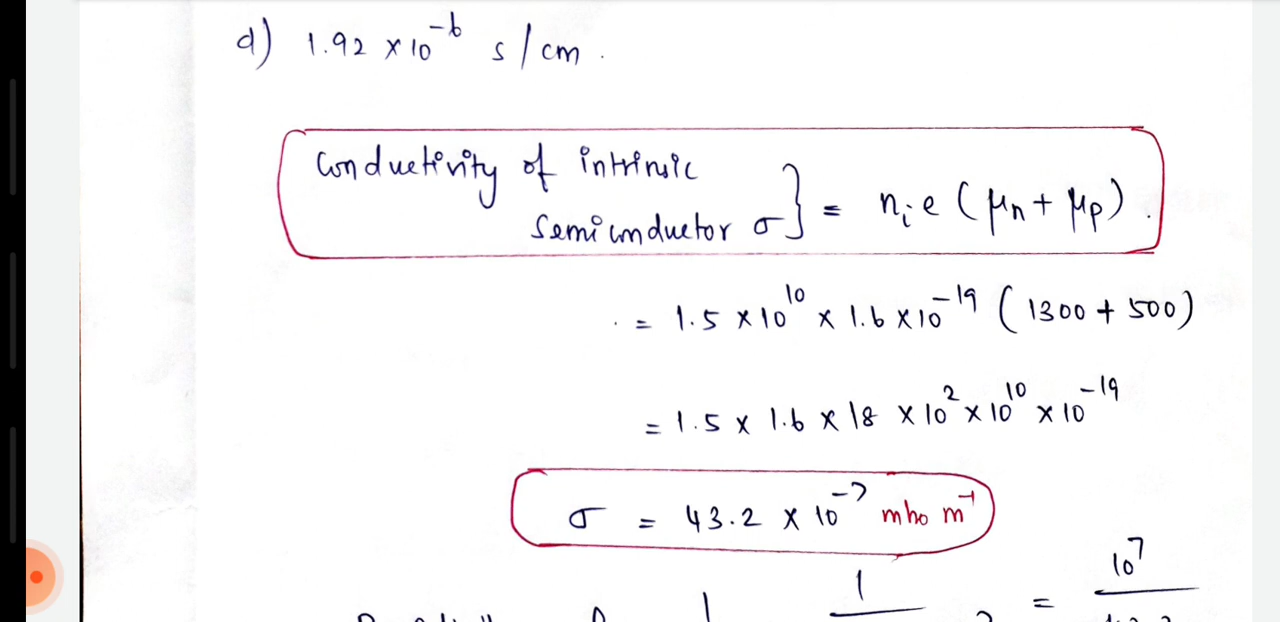 d) 1.92 × 10⁻⁶ s/cm.
Conductivity of intrinsic
semiconductor σ} = nᵢe (μn + μp).
= 1.5 × 10¹⁰ × 1.6 × 10⁻¹⁹ (1300 + 500)
= 1.5 × 1.6 × 18 × 10² × 10¹⁰ × 10⁻¹⁹
σ = 43.2 × 10⁻⁷ mho m⁻¹
1 = 10⁷